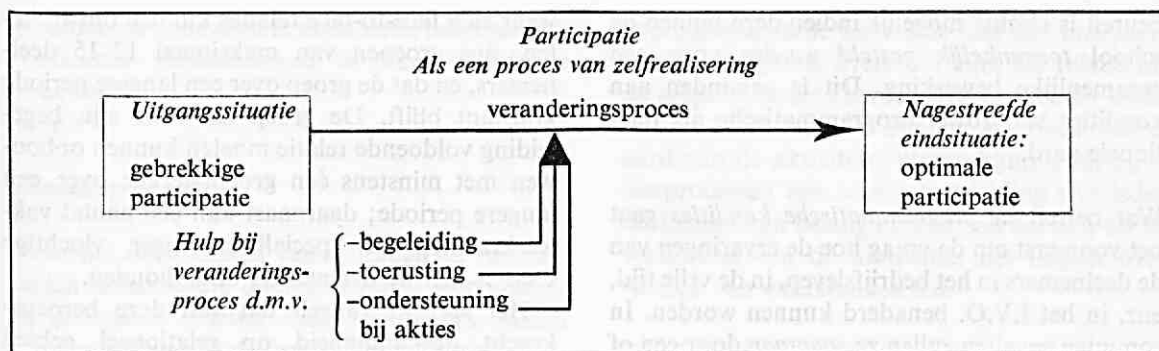 Participatie
Als een proces van zelfrealisering
Uitgangssituatie
gebrekkige
participatie
veranderingsproces
Nagestreefde
eindsituatie:
optimale
participatie
Hulp bij
veranderings-
proces d.m.v.
–begeleiding
–toerusting
–ondersteuning
bij akties